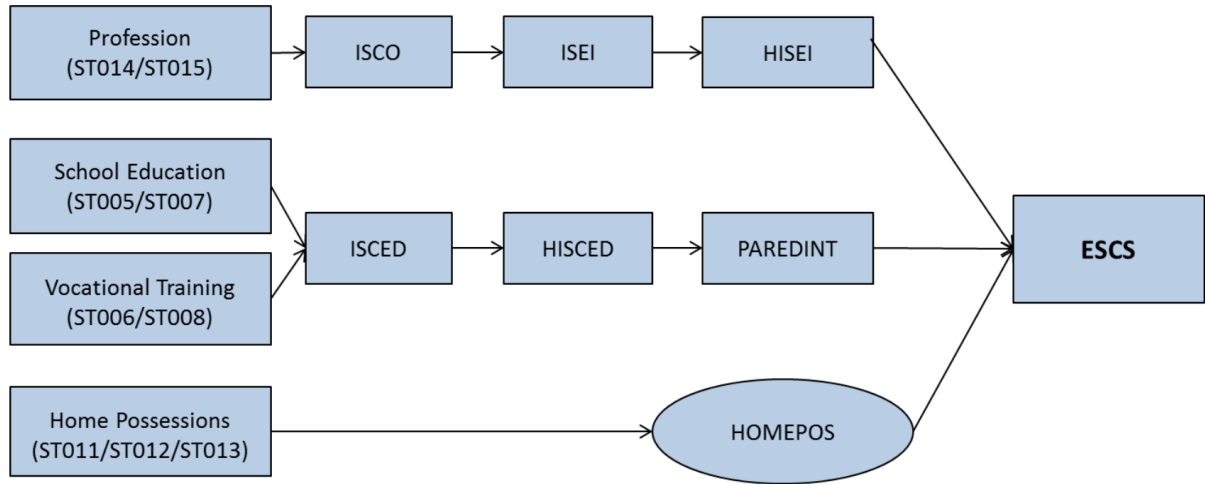 Profession
(ST014/ST015)
ISCO
ISEI
HISEI
School Education
(ST005/ST007)
Vocational Training
(ST006/ST008)
ISCED
HISCED
PAREDINT
ESCS
Home Possessions
(ST011/ST012/ST013)
HOMEPOS